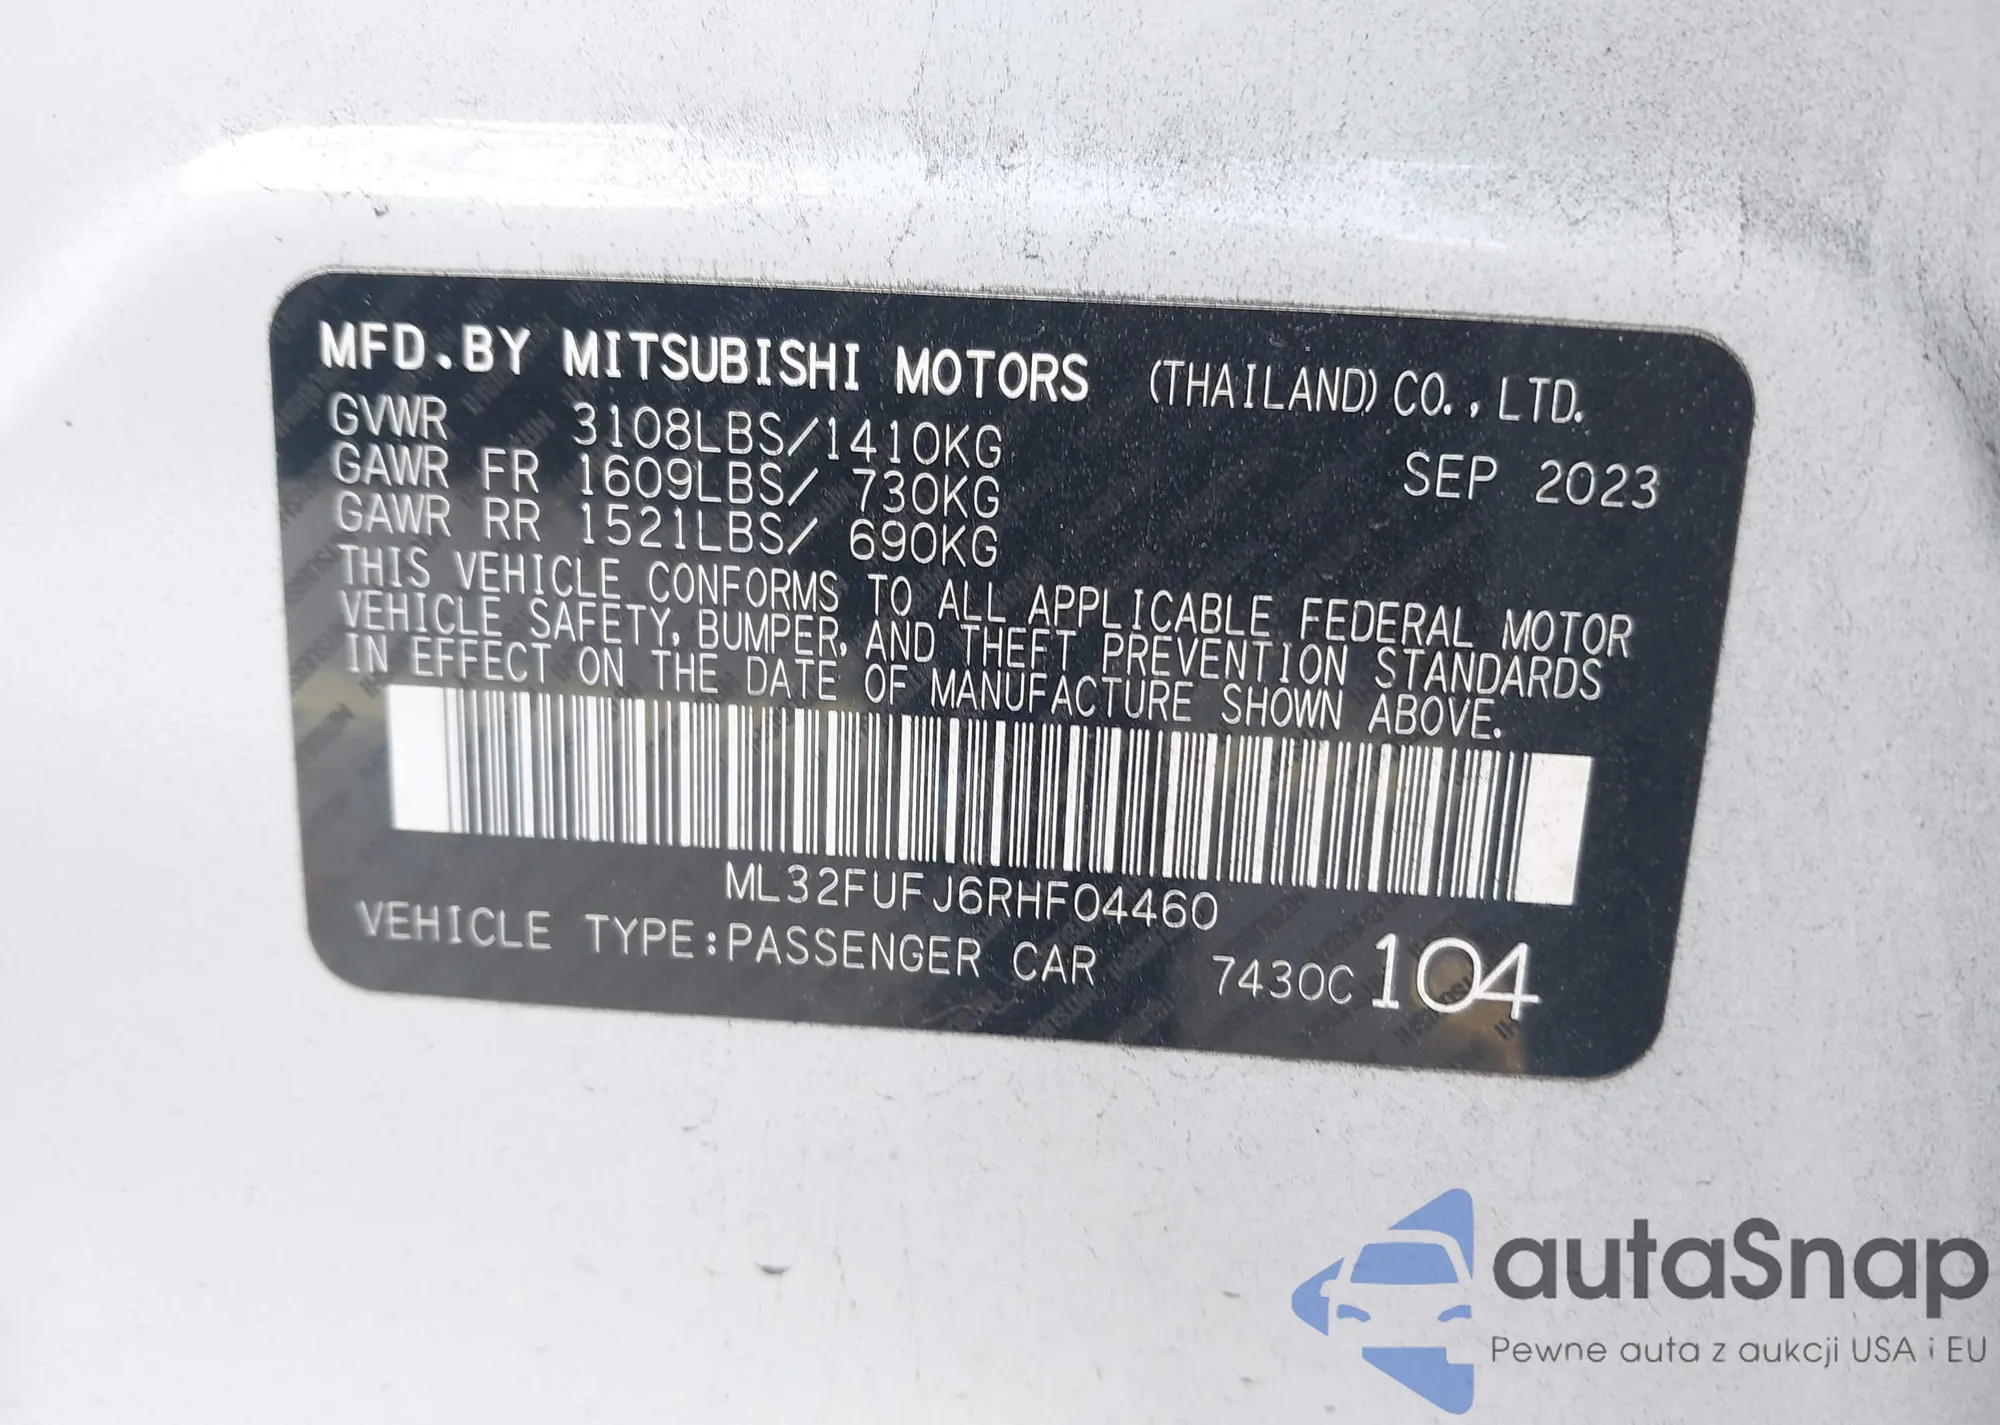 MFD.BY MITSUBISHI MOTORS (THAILAND) CO., LTD.
GVWR 3108LBS/1410KG SEP 2023
GAWR FR 1609LBS/ 730KG
GAWR RR 1521LBS/ 690KG
THIS VEHICLE CONFORMS TO ALL APPLICABLE FEDERAL MOTOR
VEHICLE SAFETY, BUMPER, AND THEFT PREVENTION STANDARDS
IN EFFECT ON THE DATE OF MANUFACTURE SHOWN ABOVE.
ML32FUFJ6RHF04460
VEHICLE TYPE:PASSENGER CAR 7430C 104
autaSnap
Pewne auta z aukcji USA i EU